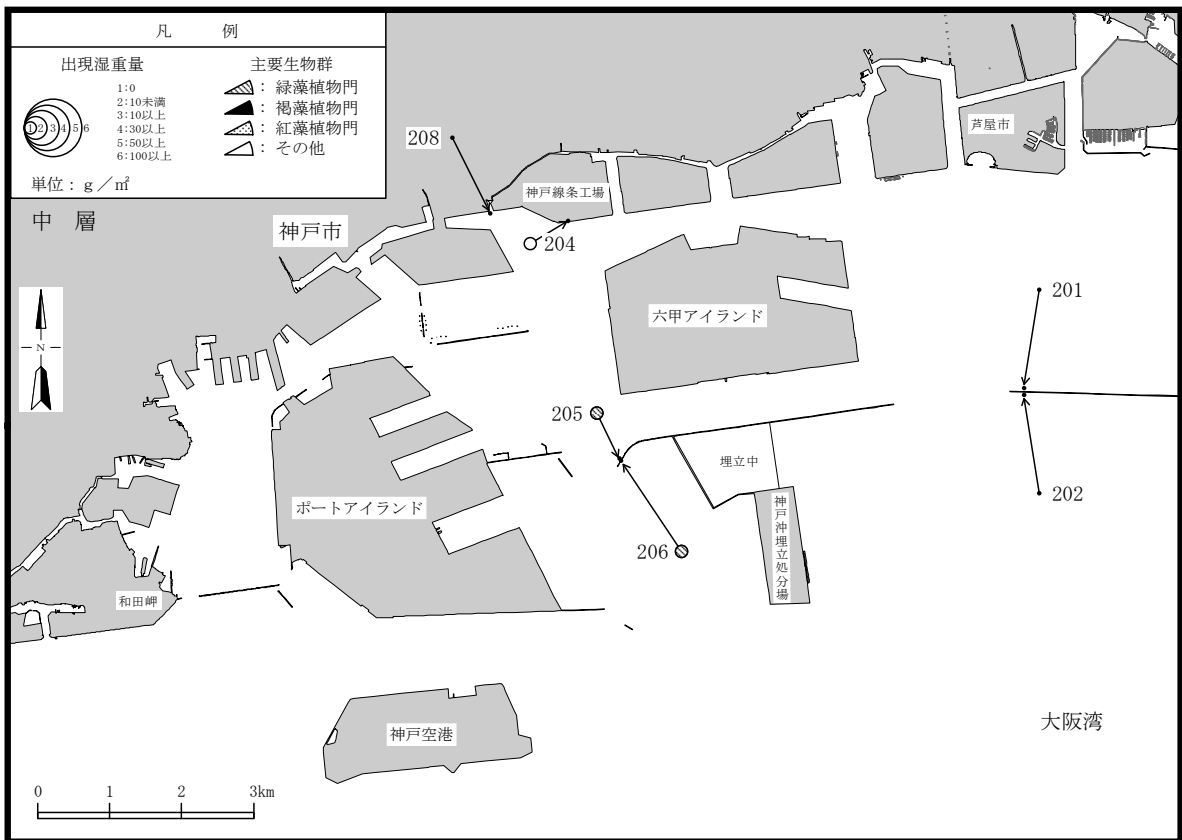 凡 例
出現湿重量
1:0
2:10未満
3:10以上
4:30以上
5:50以上
6:100以上
1 2 3 4 5 6
単位：ｇ／㎡
主要生物群
：緑藻植物門
：褐藻植物門
：紅藻植物門
：その他
中 層
N
神戸市
208
神戸線条工場
204
芦屋市
六甲アイランド
201
205
埋立中
202
ポートアイランド
206
神戸沖埋立処分場
和田岬
神戸空港
大阪湾
0 1 2 3km